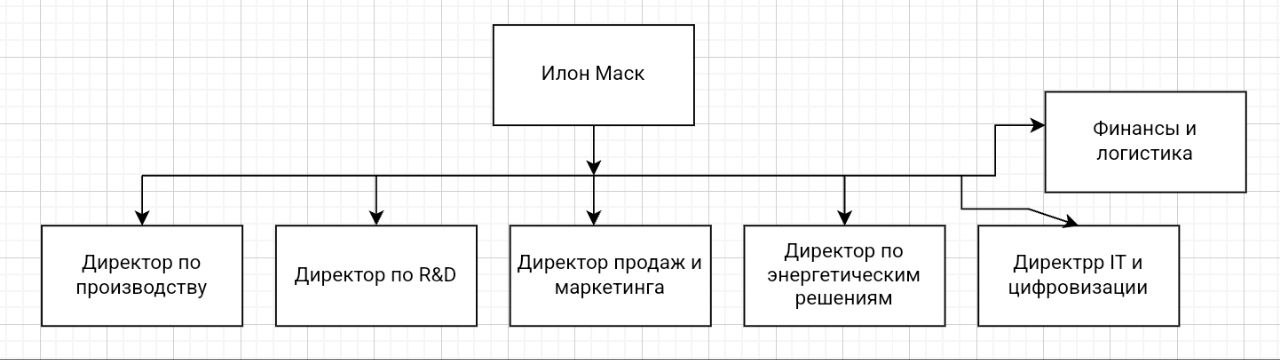 Илон Маск
Финансы и
логистика
Директор по
производству
Директор по R&D
Директор продаж и
маркетинга
Директор по
энергетическим
решениям
Директрр IT и
цифровизации